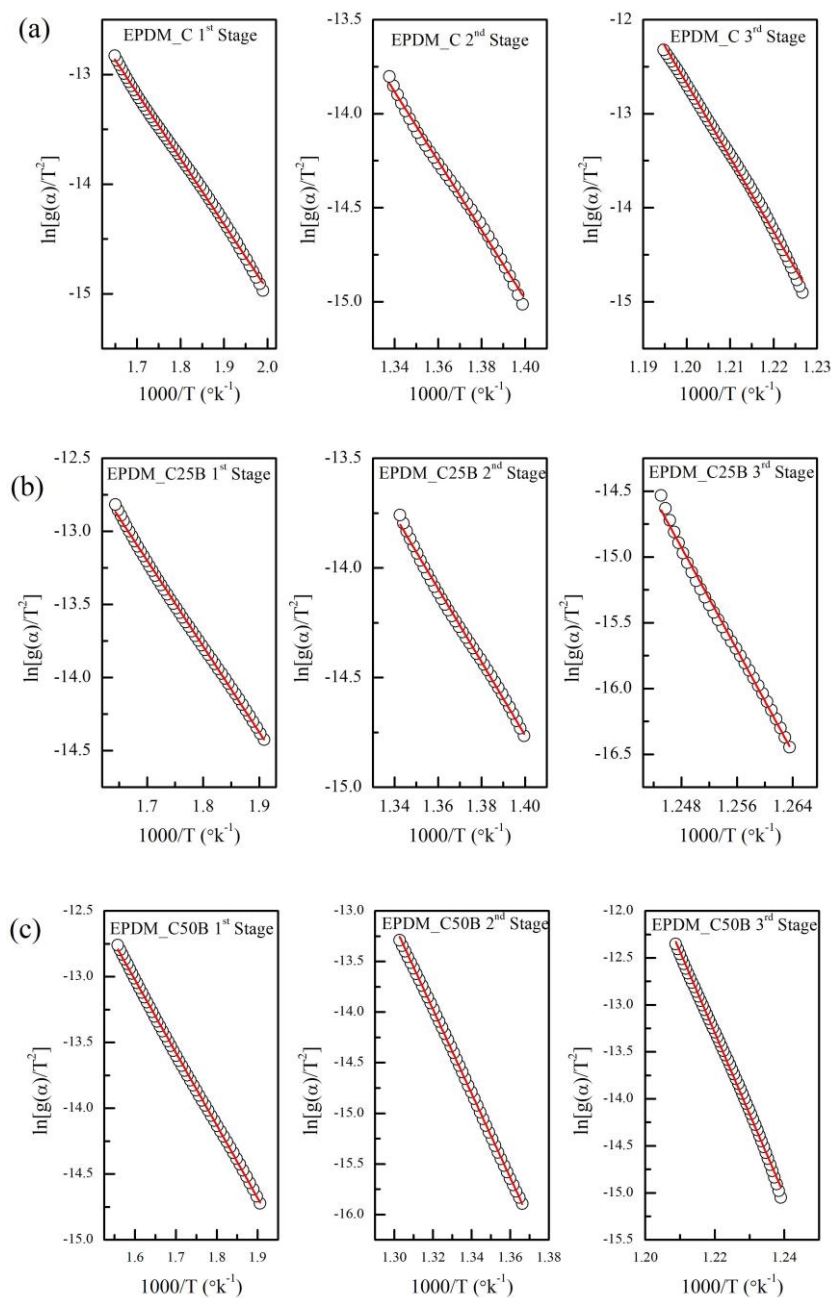 (a)
EPDM_C 1st Stage
-13
-14
-15
ln[g(α)/T²]
1.7 1.8 1.9 2.0
1000/T (°k⁻¹)
EPDM_C 2nd Stage
-13.5
-14.0
-14.5
-15.0
ln[g(α)/T²]
1.34 1.36 1.38 1.40
1000/T (°k⁻¹)
EPDM_C 3rd Stage
-12
-13
-14
-15
ln[g(α)/T²]
1.19 1.20 1.21 1.22 1.23
1000/T (°k⁻¹)
(b)
EPDM_C25B 1st Stage
-12.5
-13.0
-13.5
-14.0
-14.5
ln[g(α)/T²]
1.7 1.8 1.9
1000/T (°k⁻¹)
EPDM_C25B 2nd Stage
-13.5
-14.0
-14.5
-15.0
ln[g(α)/T²]
1.34 1.36 1.38 1.40
1000/T (°k⁻¹)
EPDM_C25B 3rd Stage
-14.5
-15.0
-15.5
-16.0
-16.5
ln[g(α)/T²]
1.248 1.256 1.264
1000/T (°k⁻¹)
(c)
EPDM_C50B 1st Stage
-12.5
-13.0
-13.5
-14.0
-14.5
-15.0
ln[g(α)/T²]
1.6 1.7 1.8 1.9
1000/T (°k⁻¹)
EPDM_C50B 2nd Stage
-13.0
-13.5
-14.0
-14.5
-15.0
-15.5
-16.0
ln[g(α)/T²]
1.30 1.32 1.34 1.36 1.38
1000/T (°k⁻¹)
EPDM_C50B 3rd Stage
-12.0
-12.5
-13.0
-13.5
-14.0
-14.5
-15.0
-15.5
ln[g(α)/T²]
1.20 1.22 1.24
1000/T (°k⁻¹)